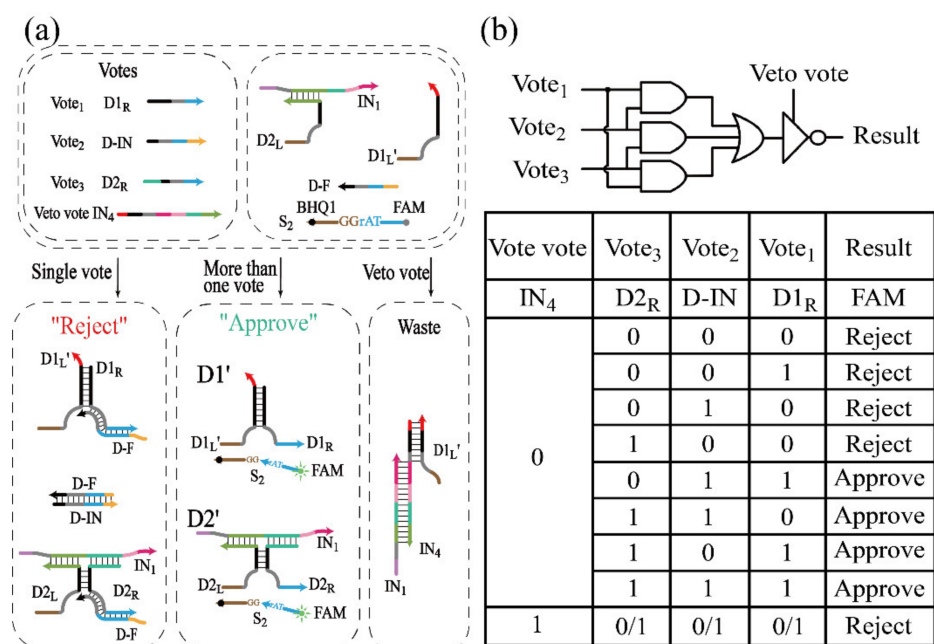 (a)
Votes
Vote1 D1R
Vote2 D-IN
Vote3 D2R
Veto vote IN4
IN1
D2L
D1L'
D-F
BHQ1 FAM
S2 GGrAT
Single vote
More than
one vote
Veto vote
"Reject"
D1L' D1R
D-F
D-F
D-IN
IN1
D2L D2R
D-F
"Approve"
D1'
D1L' D1R
GG rAT
S2 FAM
D2'
IN1
D2L D2R
GG rAT
S2 FAM
Waste
D1L'
IN4
IN1
(b)
Vote1
Vote2
Vote3
Veto vote
Result
Vote vote Vote3 Vote2 Vote1 Result
IN4 D2R D-IN D1R FAM
0 0 0 0 Reject
0 0 1 Reject
0 1 0 Reject
1 0 0 Reject
0 1 1 Approve
1 1 0 Approve
1 0 1 Approve
1 1 1 Approve
1 0/1 0/1 0/1 Reject